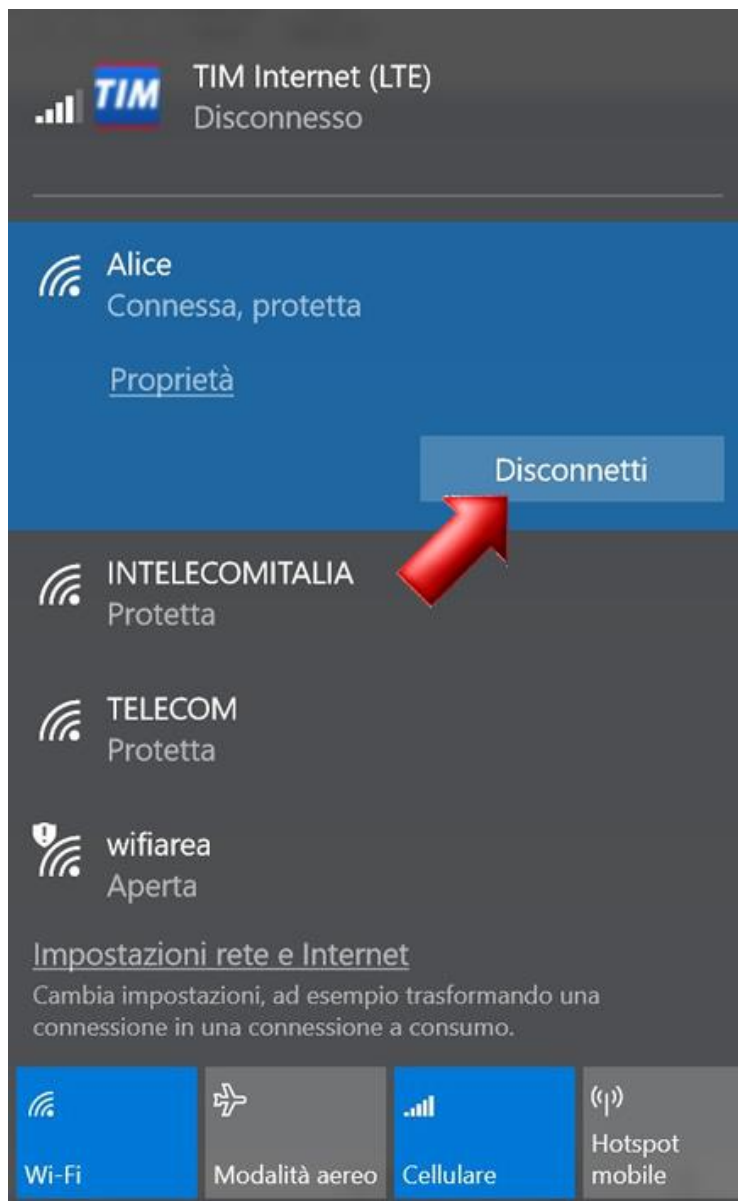 TIM
TIM Internet (LTE)
Disconnesso
Alice
Connessa, protetta
Proprietà
Disconnetti
INTELECOMITALIA
Protetta
TELECOM
Protetta
wifiarea
Aperta
Impostazioni rete e Internet
Cambia impostazioni, ad esempio trasformando una
connessione in una connessione a consumo.
Wi-Fi
Modalità aereo
Cellulare
Hotspot
mobile